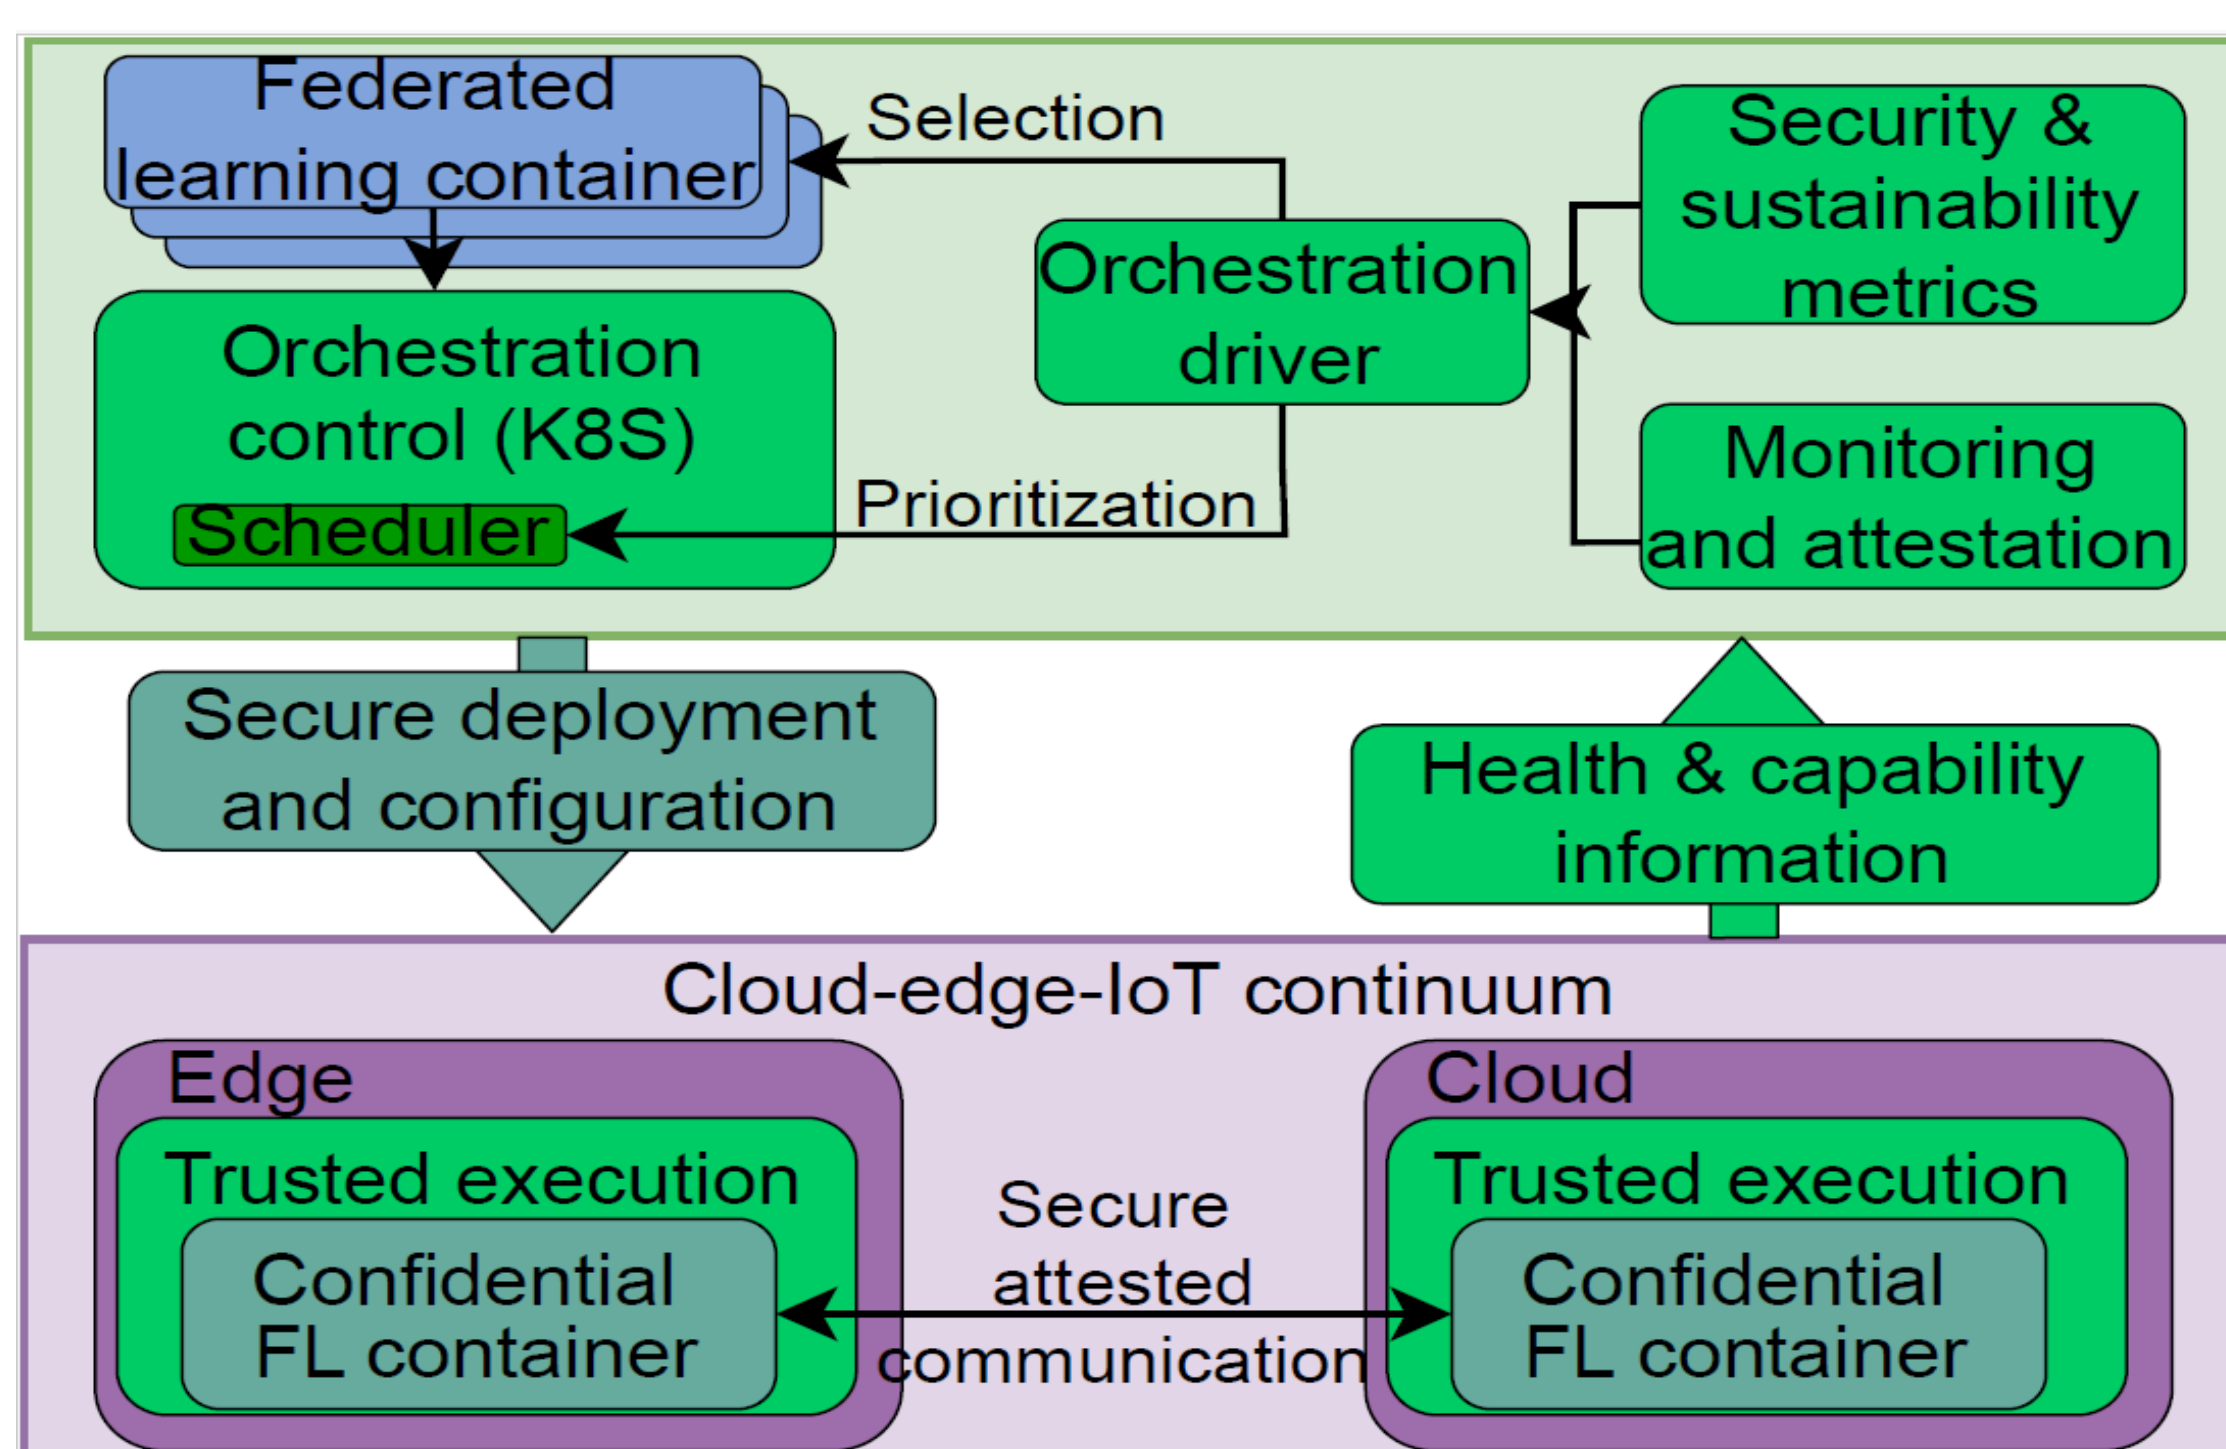 Federated
learning container
Selection
Security &
sustainability
metrics
Orchestration
driver
Orchestration
control (K8S)
Scheduler
Prioritization
Monitoring
and attestation
Secure deployment
and configuration
Health & capability
information
Cloud-edge-IoT continuum
Edge
Trusted execution
Confidential
FL container
Secure
attested
communication
Cloud
Trusted execution
Confidential
FL container